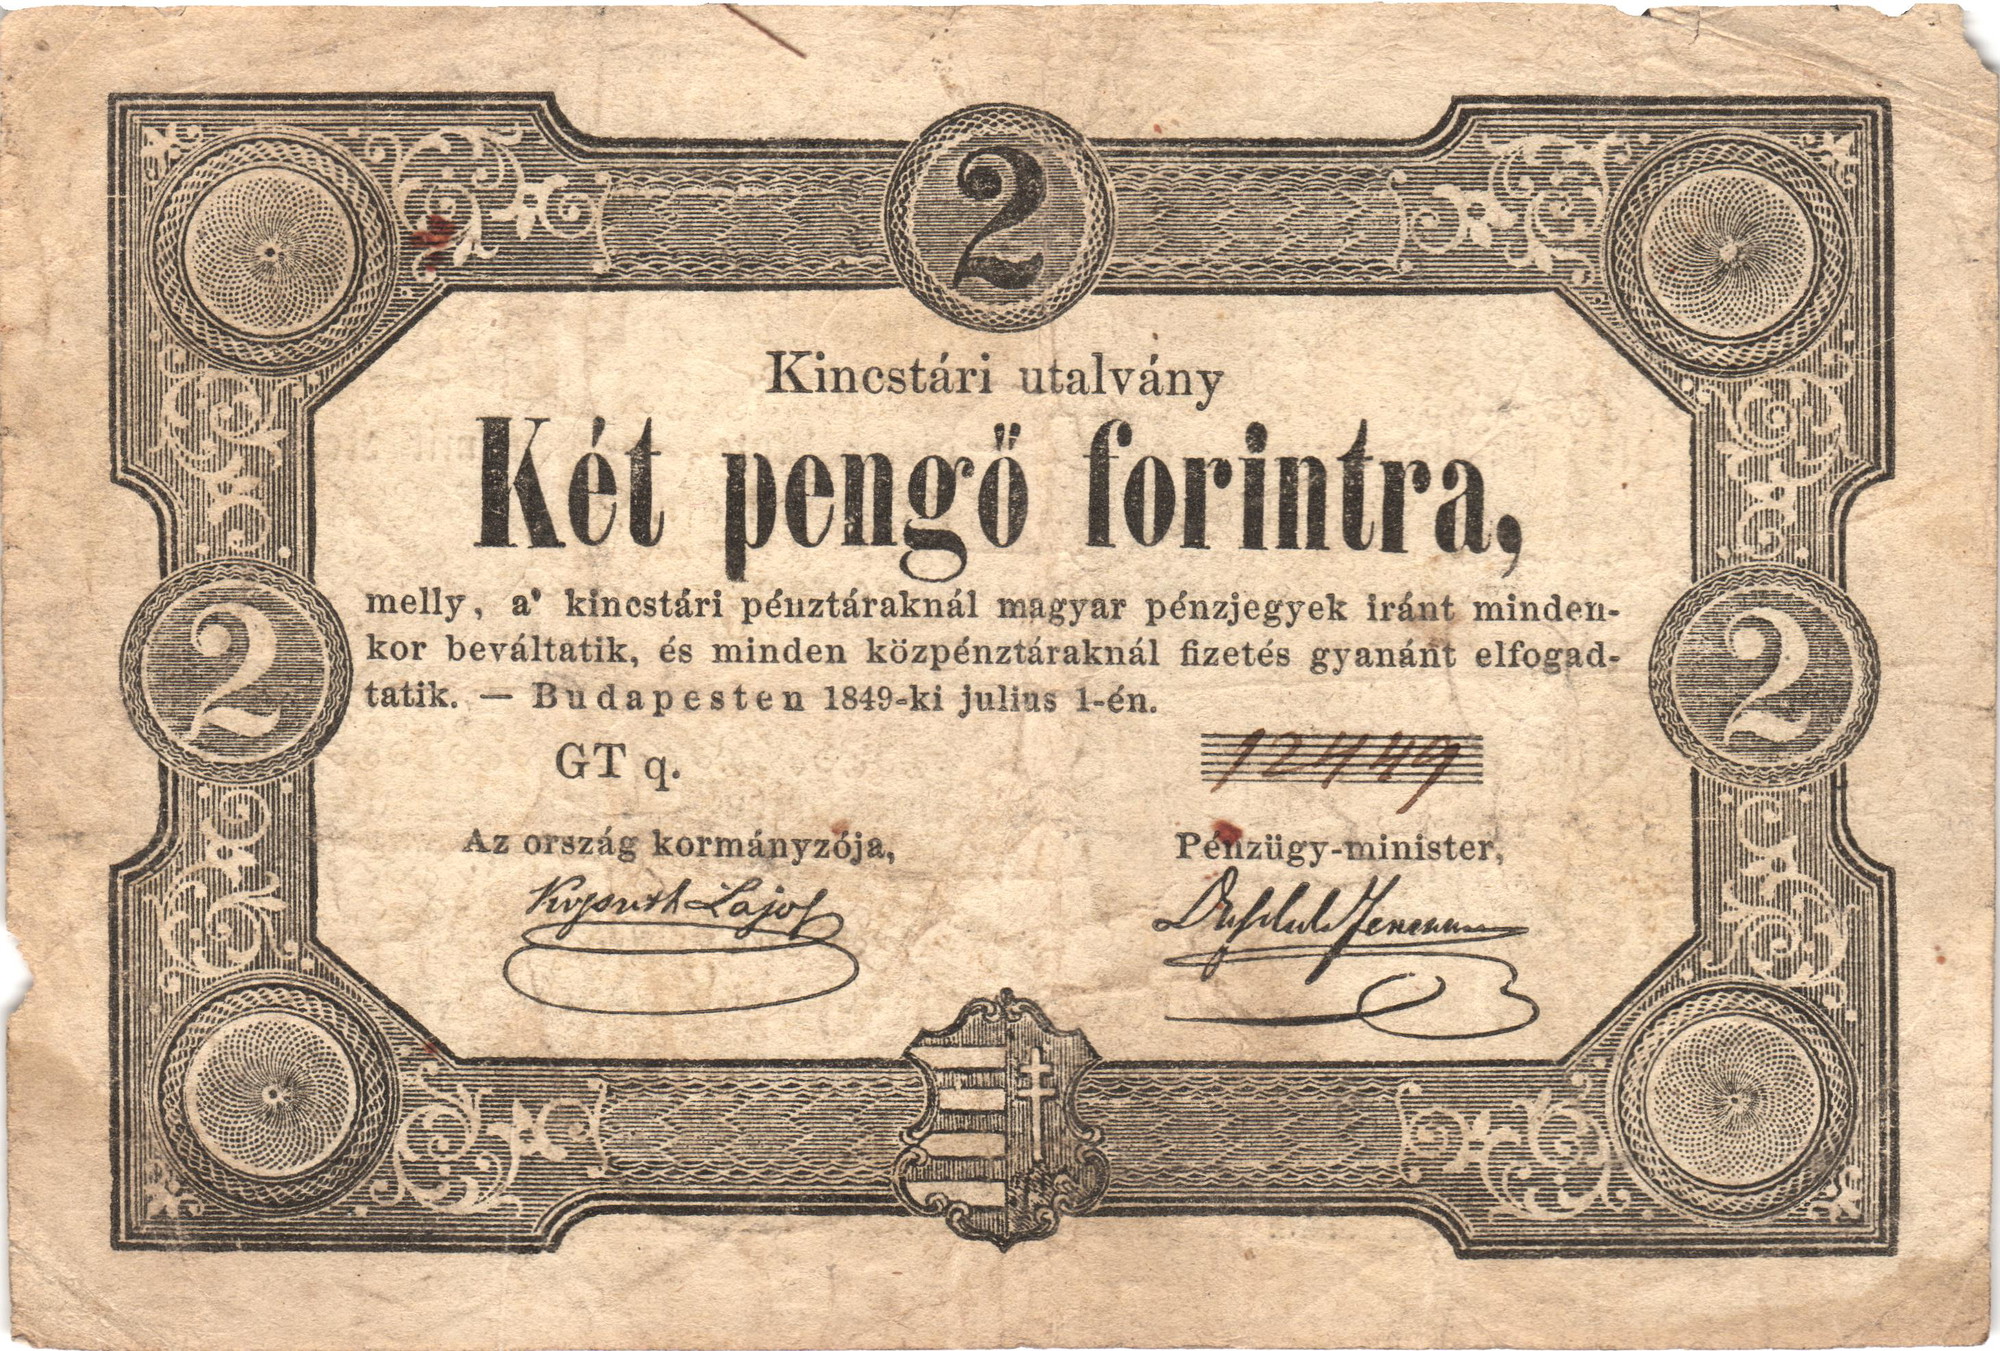 2
Kincstári utalvány
Két pengő forintra,
melly, a' kincstári pénztáraknál magyar pénzjegyek iránt minden-
kor beváltatik, és minden közpénztáraknál fizetés gyanánt elfogad-
tatik. — Budapesten 1849-ki julius 1-én.
2
2
GT q.
12449
Az ország kormányzója,
Pénzügy-minister,
Kossuth Lajos